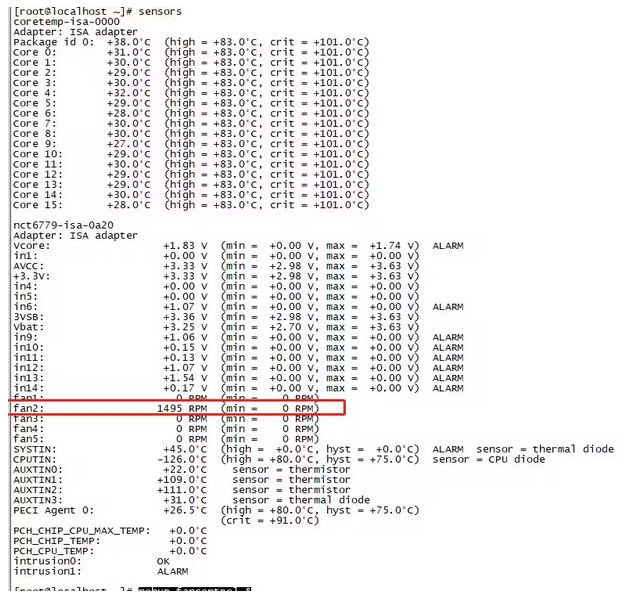 [root@localhost ~]# sensors
coretemp-isa-0000
Adapter: ISA adapter
Package id 0:  +38.0°C  (high = +83.0°C, crit = +101.0°C)
Core 0:        +31.0°C  (high = +83.0°C, crit = +101.0°C)
Core 1:        +30.0°C  (high = +83.0°C, crit = +101.0°C)
Core 2:        +29.0°C  (high = +83.0°C, crit = +101.0°C)
Core 3:        +30.0°C  (high = +83.0°C, crit = +101.0°C)
Core 4:        +32.0°C  (high = +83.0°C, crit = +101.0°C)
Core 5:        +29.0°C  (high = +83.0°C, crit = +101.0°C)
Core 6:        +28.0°C  (high = +83.0°C, crit = +101.0°C)
Core 7:        +30.0°C  (high = +83.0°C, crit = +101.0°C)
Core 8:        +30.0°C  (high = +83.0°C, crit = +101.0°C)
Core 9:        +27.0°C  (high = +83.0°C, crit = +101.0°C)
Core 10:       +29.0°C  (high = +83.0°C, crit = +101.0°C)
Core 11:       +30.0°C  (high = +83.0°C, crit = +101.0°C)
Core 12:       +29.0°C  (high = +83.0°C, crit = +101.0°C)
Core 13:       +29.0°C  (high = +83.0°C, crit = +101.0°C)
Core 14:       +30.0°C  (high = +83.0°C, crit = +101.0°C)
Core 15:       +28.0°C  (high = +83.0°C, crit = +101.0°C)
nct6779-isa-0a20
Adapter: ISA adapter
Vcore:                  +1.83 V  (min =  +0.00 V, max =  +1.74 V)  ALARM
in1:                    +0.00 V  (min =  +0.00 V, max =  +0.00 V)
AVCC:                   +3.33 V  (min =  +2.98 V, max =  +3.63 V)
+3.3V:                  +3.33 V  (min =  +2.98 V, max =  +3.63 V)
in4:                    +0.00 V  (min =  +0.00 V, max =  +0.00 V)
in5:                    +0.00 V  (min =  +0.00 V, max =  +0.00 V)
in6:                    +1.07 V  (min =  +0.00 V, max =  +0.00 V)  ALARM
3VSB:                   +3.36 V  (min =  +2.98 V, max =  +3.63 V)
Vbat:                   +3.25 V  (min =  +2.70 V, max =  +3.63 V)
in9:                    +1.06 V  (min =  +0.00 V, max =  +0.00 V)  ALARM
in10:                   +0.15 V  (min =  +0.00 V, max =  +0.00 V)  ALARM
in11:                   +0.13 V  (min =  +0.00 V, max =  +0.00 V)  ALARM
in12:                   +1.07 V  (min =  +0.00 V, max =  +0.00 V)  ALARM
in13:                   +1.54 V  (min =  +0.00 V, max =  +0.00 V)  ALARM
in14:                   +0.17 V  (min =  +0.00 V, max =  +0.00 V)  ALARM
fan1:                     0 RPM  (min =    0 RPM)
fan2:                  1495 RPM  (min =    0 RPM)
fan3:                     0 RPM  (min =    0 RPM)
fan4:                     0 RPM  (min =    0 RPM)
fan5:                     0 RPM  (min =    0 RPM)
SYSTIN:                 +45.0°C  (high =  +0.0°C, hyst =  +0.0°C)  ALARM  sensor = thermal diode
CPUTIN:                -126.0°C  (high = +80.0°C, hyst = +75.0°C)  sensor = CPU diode
AUXTIN0:                +22.0°C    sensor = thermistor
AUXTIN1:               +109.0°C    sensor = thermistor
AUXTIN2:               +111.0°C    sensor = thermistor
AUXTIN3:                +31.0°C    sensor = thermal diode
PECI Agent 0:           +26.5°C  (high = +80.0°C, hyst = +75.0°C)
(crit = +91.0°C)
PCH_CHIP_CPU_MAX_TEMP:   +0.0°C
PCH_CHIP_TEMP:           +0.0°C
PCH_CPU_TEMP:            +0.0°C
intrusion0:            OK
intrusion1:            ALARM
[root@localhost ~]#